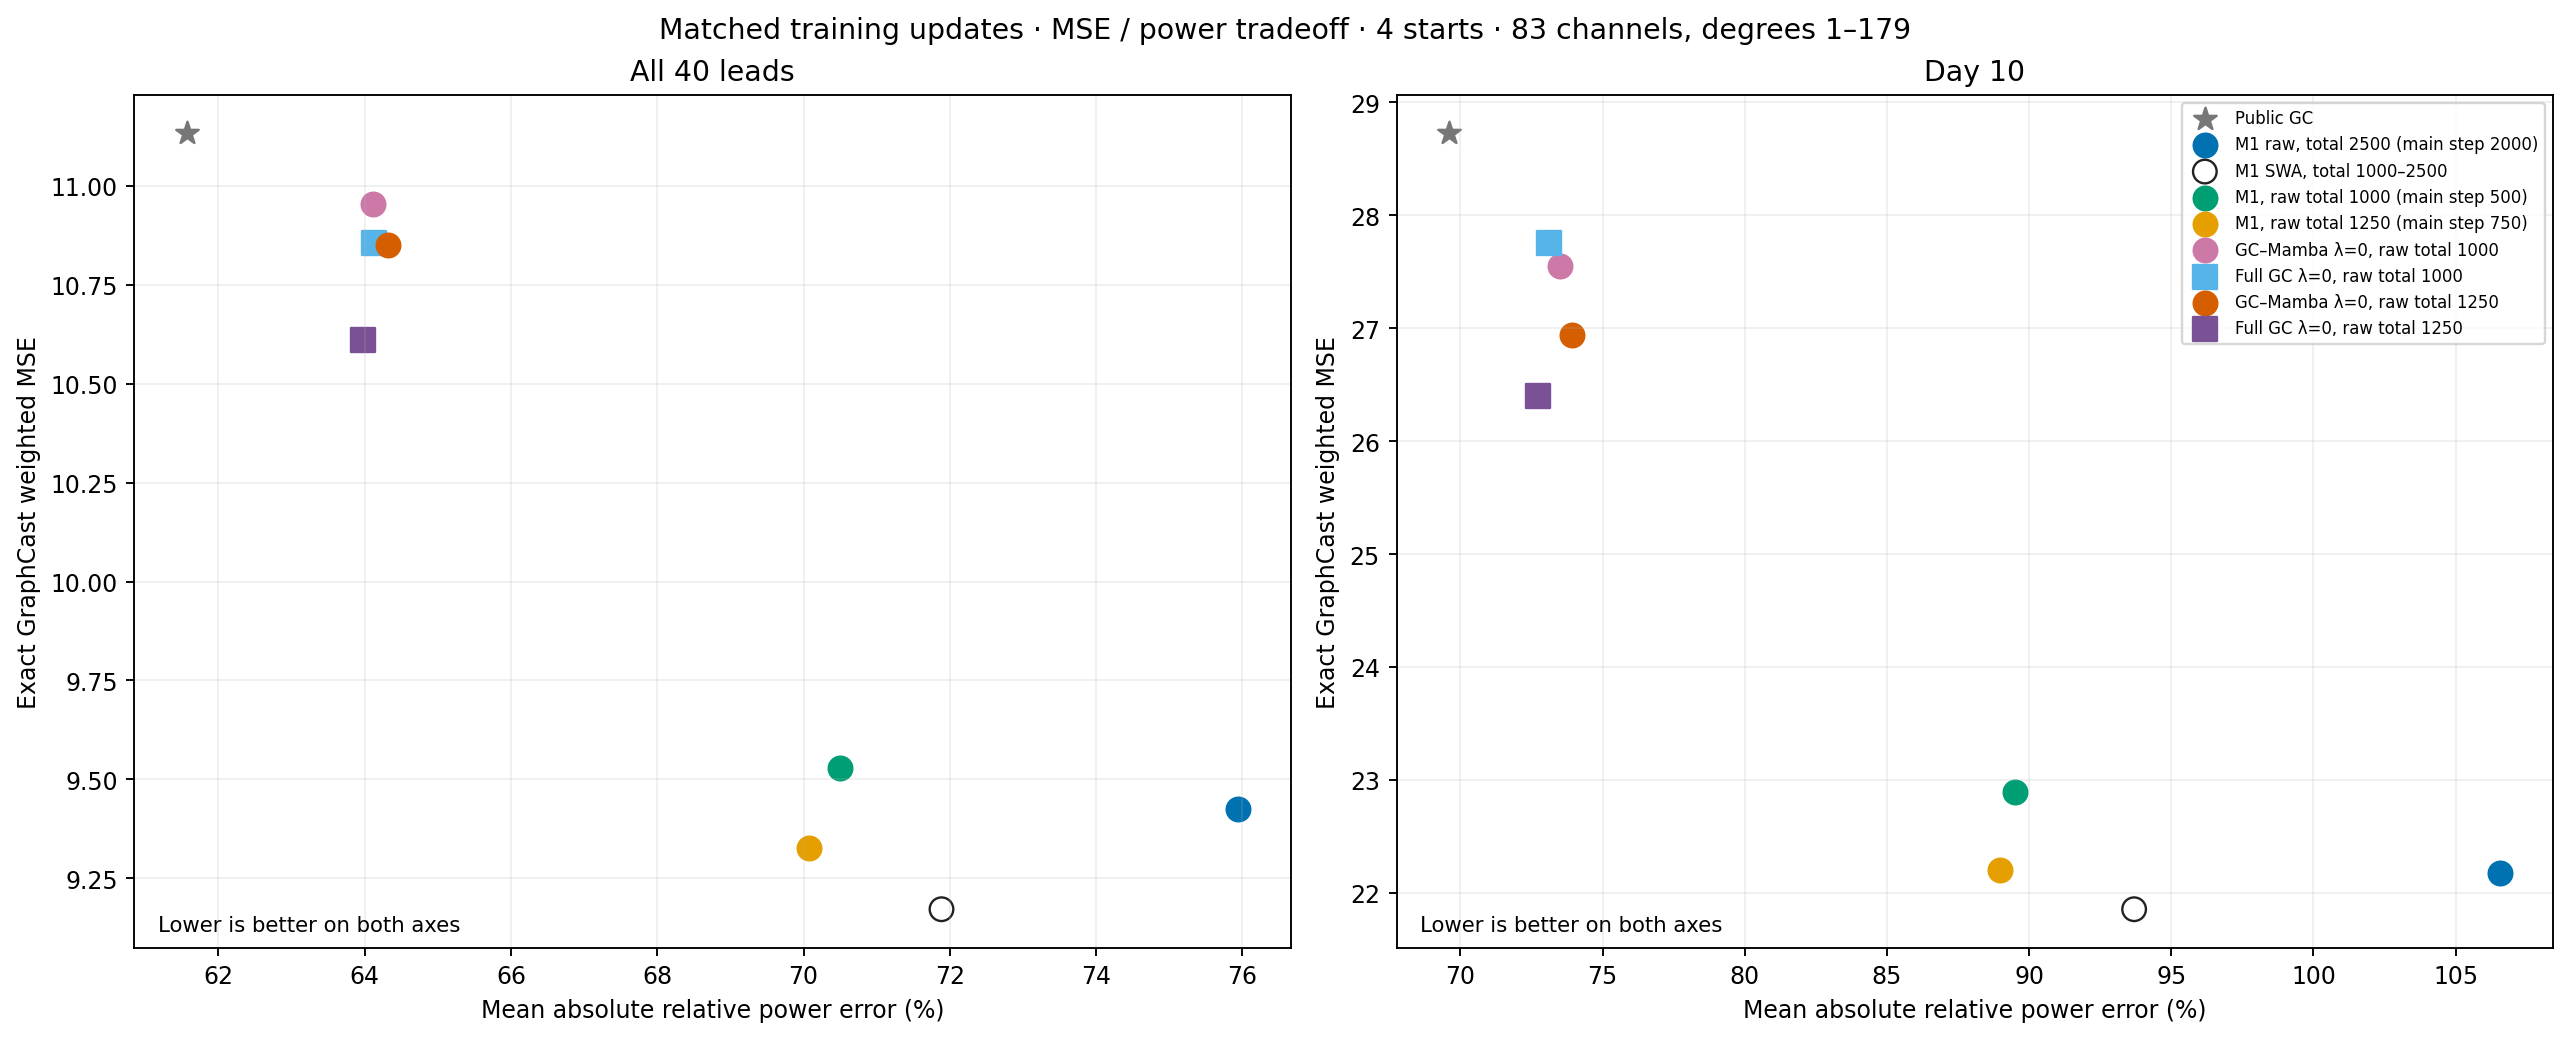 Matched training updates · MSE / power tradeoff · 4 starts · 83 channels, degrees 1–179
All 40 leads
Exact GraphCast weighted MSE
11.00
10.75
10.50
10.25
10.00
9.75
9.50
9.25
Lower is better on both axes
62
64
66
68
70
72
74
76
Mean absolute relative power error (%)
Day 10
Exact GraphCast weighted MSE
29
28
27
26
25
24
23
22
Public GC
M1 raw, total 2500 (main step 2000)
M1 SWA, total 1000–2500
M1, raw total 1000 (main step 500)
M1, raw total 1250 (main step 750)
GC–Mamba λ=0, raw total 1000
Full GC λ=0, raw total 1000
GC–Mamba λ=0, raw total 1250
Full GC λ=0, raw total 1250
Lower is better on both axes
70
75
80
85
90
95
100
105
Mean absolute relative power error (%)